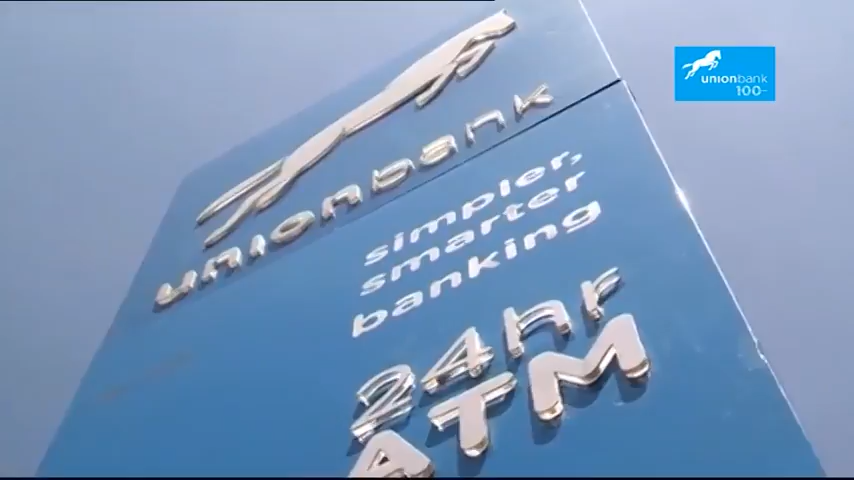 unionbank
simpler,
smarter
banking
24hr
ATM
unionbank
100